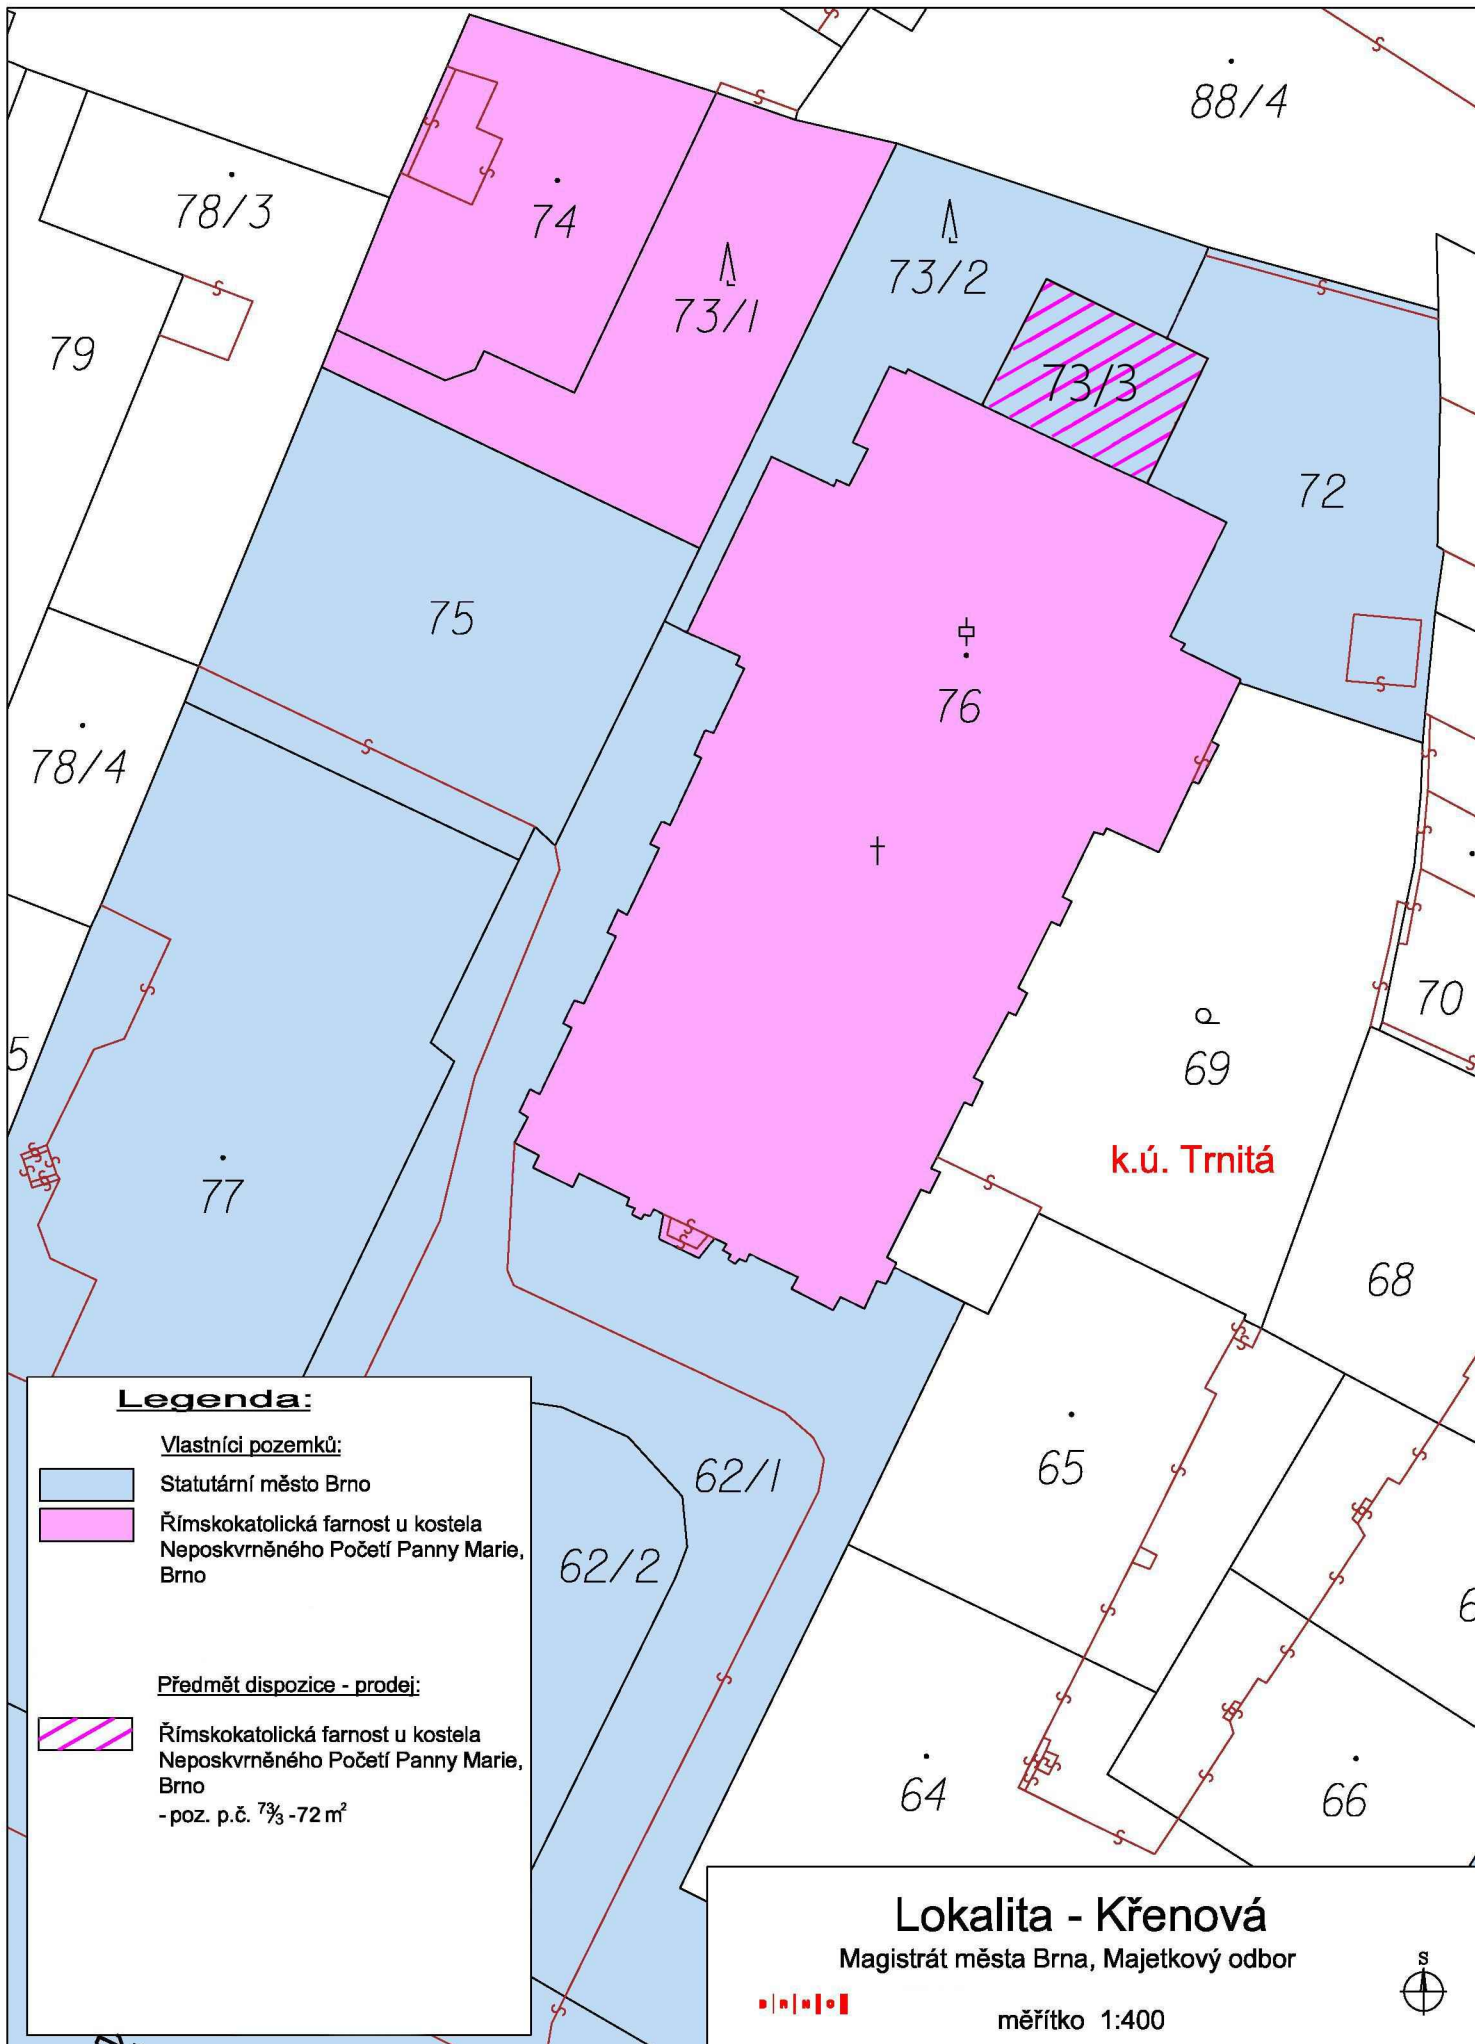 88/4
78/3
74
73/1
73/2
73/3
79
72
75
76
78/4
70
5
69
k.ú. Trnitá
77
68
65
62/1
62/2
64
66
Legenda:
Vlastníci pozemků:
Statutární město Brno
Římskokatolická farnost u kostela
Neposkvrněného Početí Panny Marie,
Brno
Předmět dispozice - prodej:
Římskokatolická farnost u kostela
Neposkvrněného Početí Panny Marie,
Brno
- poz. p.č. 73/3 -72 m²
Lokalita - Křenová
Magistrát města Brna, Majetkový odbor
S
B|R|N|O
měřítko 1:400